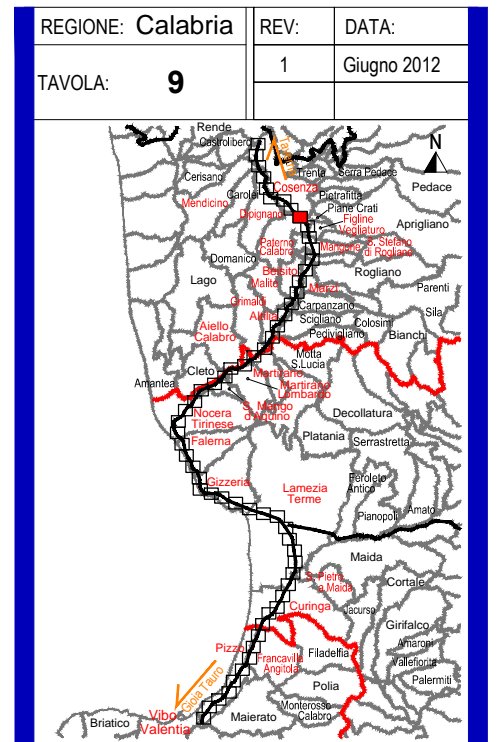 REGIONE: Calabria
REV:
DATA:
TAVOLA: 9
1
Giugno 2012
N
Rende
Castrolibero
Taranto
Trenta
Serra Pedace
Cerisano
Cosenza
Pedace
Carolei
Pietrafitta
Mendicino
Piane Crati
Dipignano
Figline
Vegliaturo
Aprigliano
Paterno
Calabro
Mangone
S. Stefano
di Rogliano
Domanico
Belsito
Rogliano
Lago
Malito
Marzi
Parenti
Grimaldi
Carpanzano
Sila
Altilia
Scigliano
Colosimi
Aiello
Calabro
Pedivigliano
Bianchi
Motta
S.Lucia
Cleto
Martirano
Amantea
Martirano
Lombardo
Nocera
Tirinese
S. Mango
d'Aquino
Decollatura
Falerna
Platania
Serrastretta
Gizzeria
Lamezia
Terme
Feroleto
Antico
Pianopoli
Amato
Maida
S. Pietro
a Maida
Cortale
Curinga
Jacurso
Girifalco
Pizzo
Francavilla
Angitola
Filadelfia
Amaroni
Vallefiorita
Gioia Tauro
Polia
Palermiti
Vibo
Valentia
Monterosso
Calabro
Briatico
Maierato